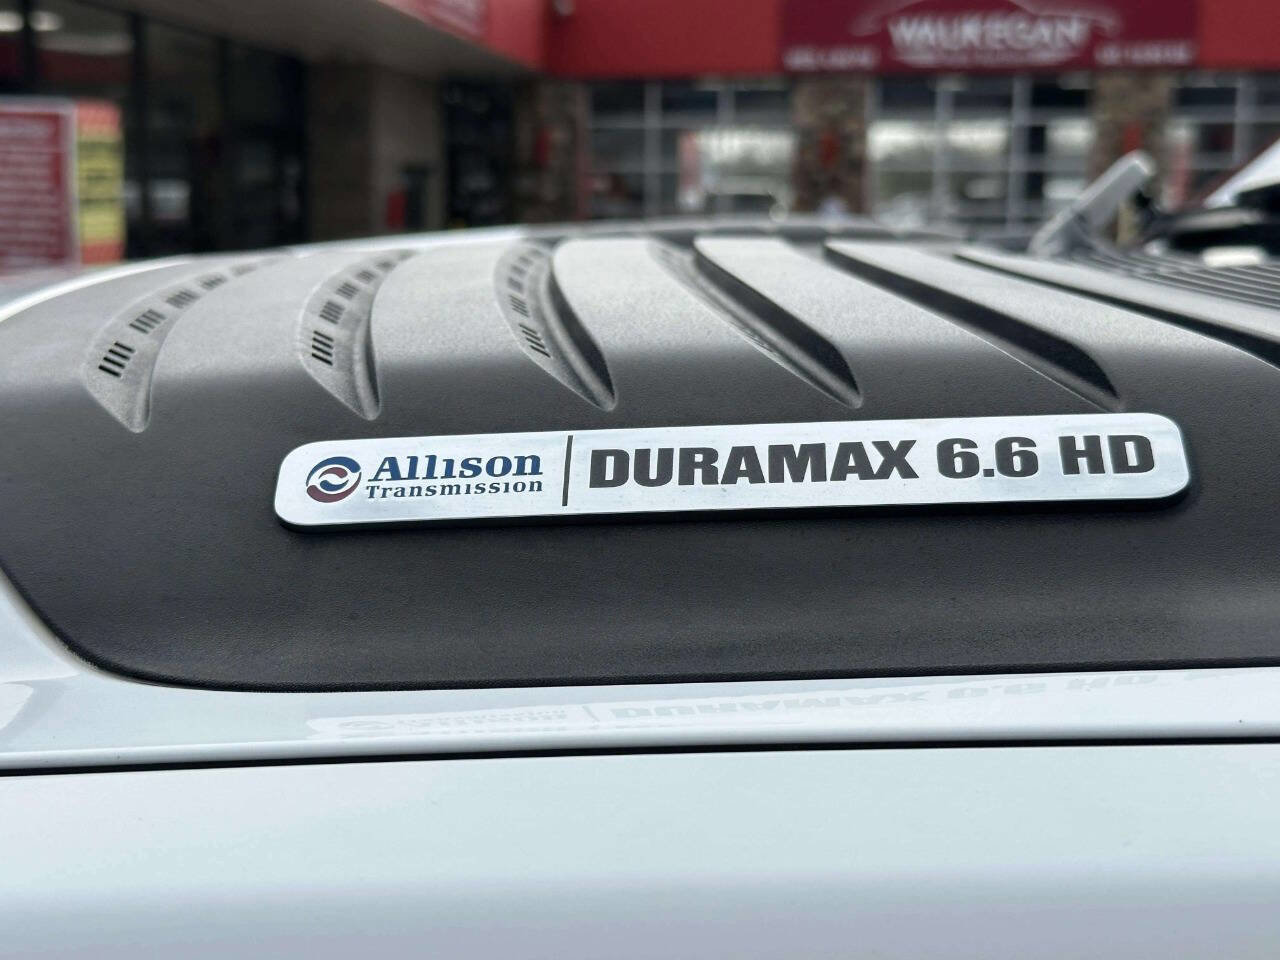 WAUKEGAN
Allison
Transmission
DURAMAX 6.6 HD